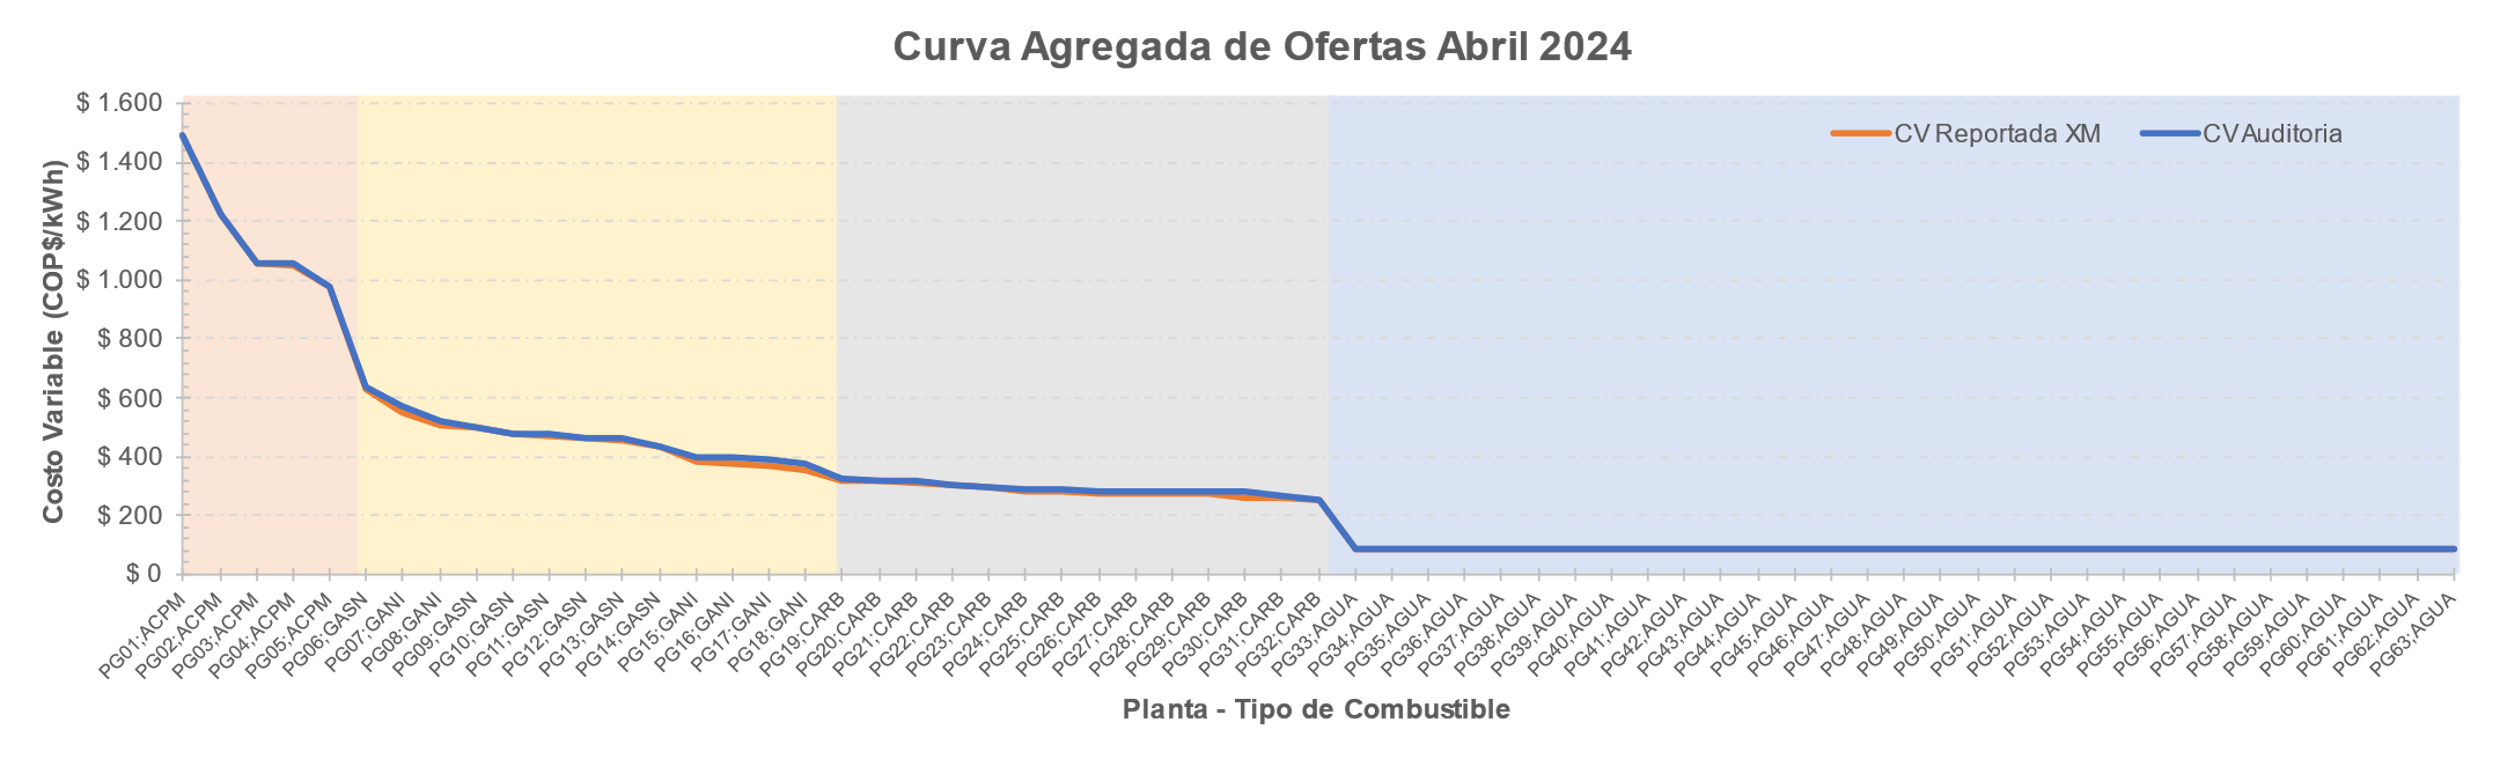 Curva Agregada de Ofertas Abril 2024
CV Reportada XM
CV Auditoria
Costo Variable (COP$/kWh)
$ 1.600
$ 1.400
$ 1.200
$ 1.000
$ 800
$ 600
$ 400
$ 200
$ 0
PG01;ACPM
PG02;ACPM
PG03;ACPM
PG04;ACPM
PG05;ACPM
PG06;GASN
PG07;GANI
PG08;GANI
PG09;GASN
PG10;GASN
PG11;GASN
PG12;GASN
PG13;GASN
PG14;GASN
PG15;GANI
PG16;GANI
PG17;GANI
PG18;GANI
PG19;CARB
PG20;CARB
PG21;CARB
PG22;CARB
PG23;CARB
PG24;CARB
PG25;CARB
PG26;CARB
PG27;CARB
PG28;CARB
PG29;CARB
PG30;CARB
PG31;CARB
PG32;CARB
PG33;AGUA
PG34;AGUA
PG35;AGUA
PG36;AGUA
PG37;AGUA
PG38;AGUA
PG39;AGUA
PG40;AGUA
PG41;AGUA
PG42;AGUA
PG43;AGUA
PG44;AGUA
PG45;AGUA
PG46;AGUA
PG47;AGUA
PG48;AGUA
PG49;AGUA
PG50;AGUA
PG51;AGUA
PG52;AGUA
PG53;AGUA
PG54;AGUA
PG55;AGUA
PG56;AGUA
PG57;AGUA
PG58;AGUA
PG59;AGUA
PG60;AGUA
PG61;AGUA
PG62;AGUA
PG63;AGUA
Planta - Tipo de Combustible